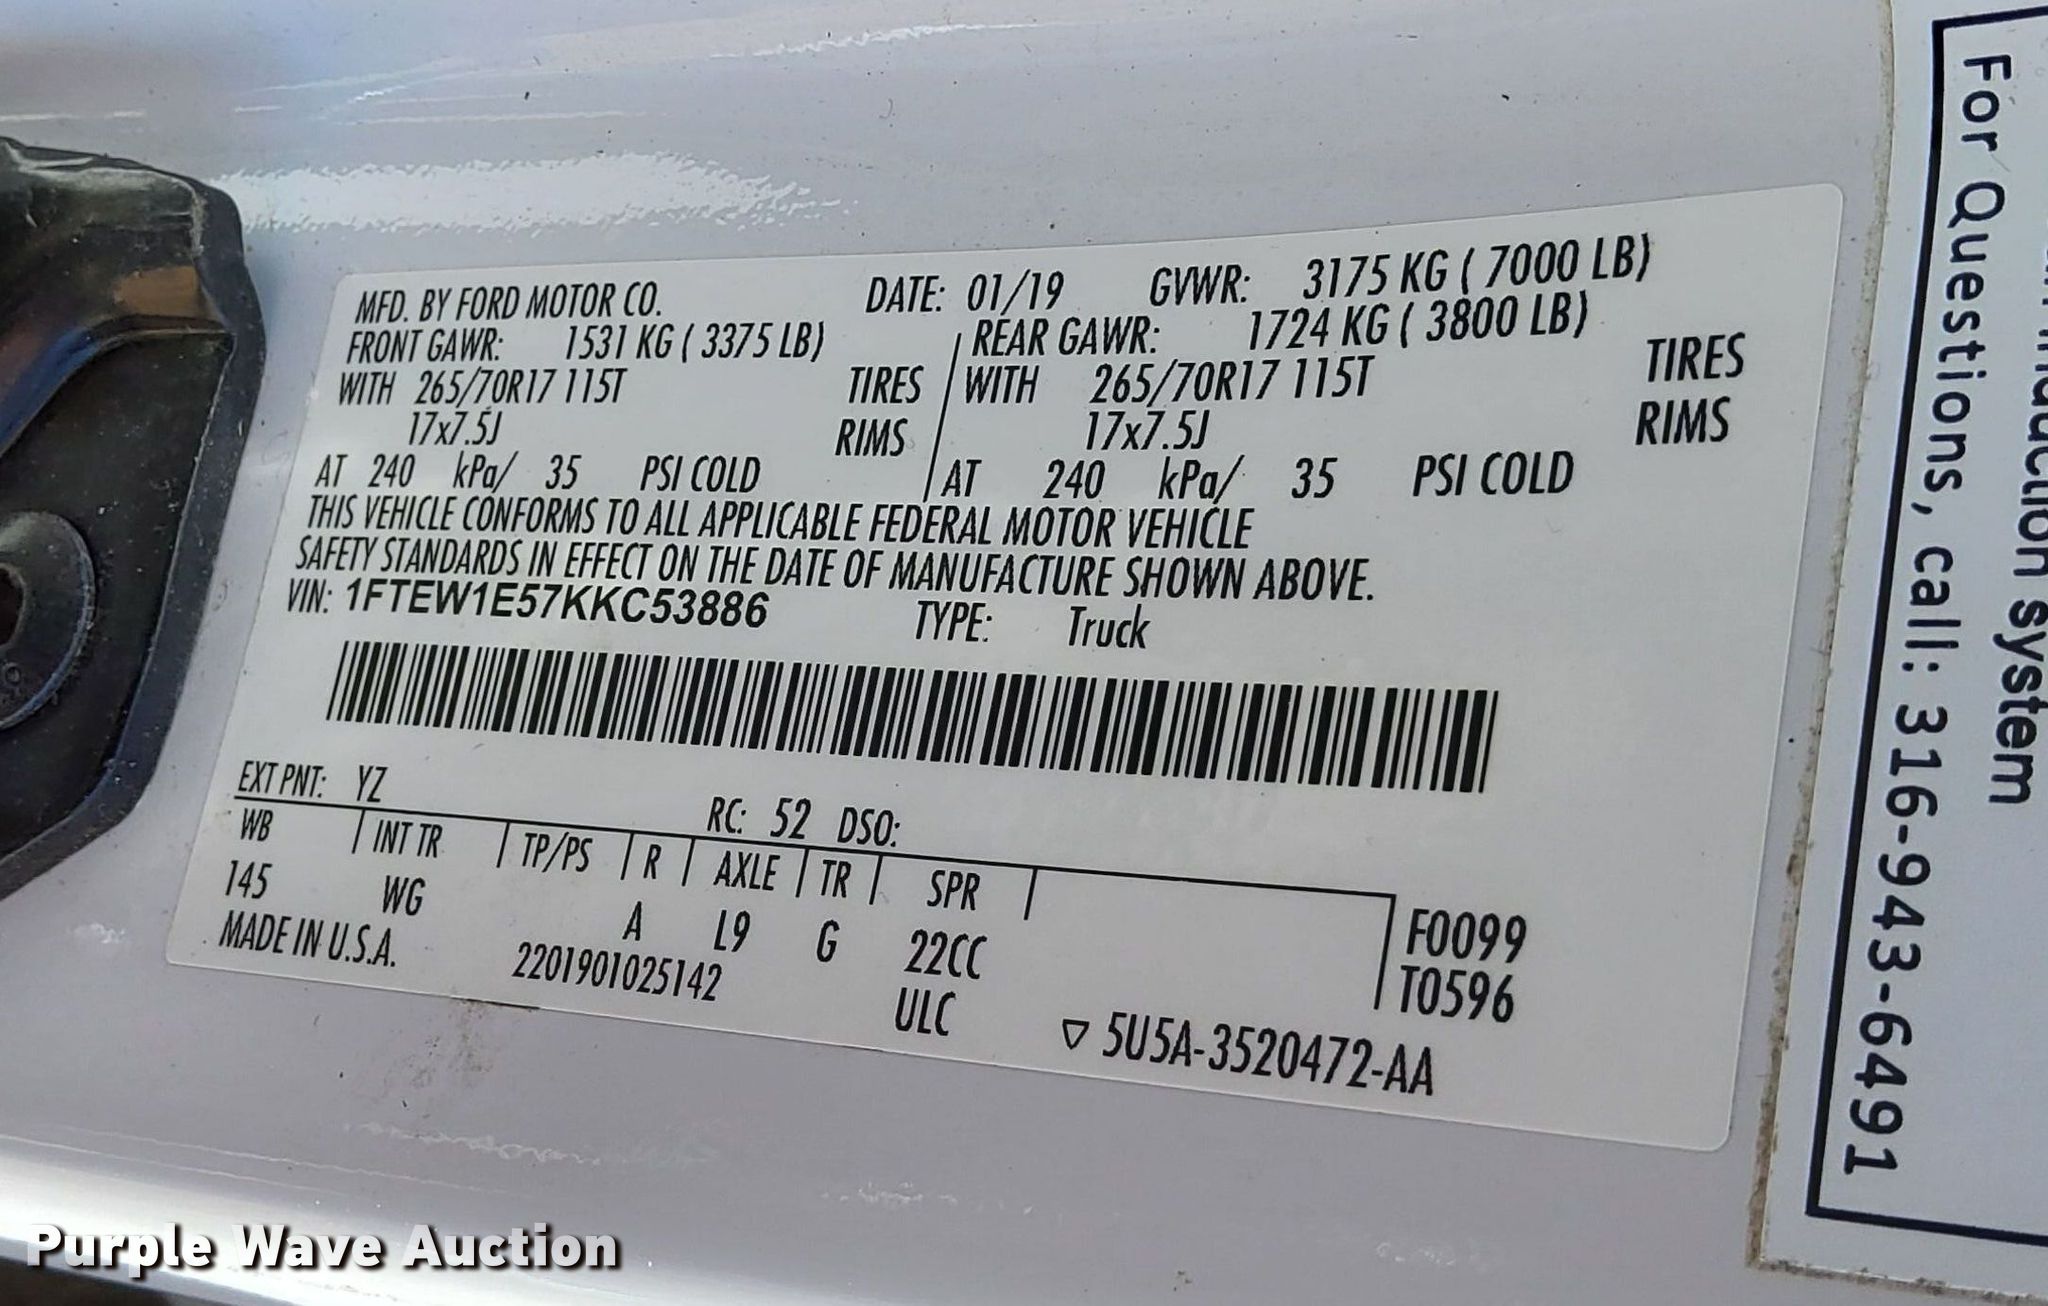 MFD. BY FORD MOTOR CO. DATE: 01/19 GVWR: 3175 KG ( 7000 LB)
FRONT GAWR: 1531 KG ( 3375 LB) REAR GAWR: 1724 KG ( 3800 LB)
WITH 265/70R17 115T TIRES WITH 265/70R17 115T TIRES
17x7.5J RIMS 17x7.5J RIMS
AT 240 kPa/ 35 PSI COLD AT 240 kPa/ 35 PSI COLD
THIS VEHICLE CONFORMS TO ALL APPLICABLE FEDERAL MOTOR VEHICLE
SAFETY STANDARDS IN EFFECT ON THE DATE OF MANUFACTURE SHOWN ABOVE.
VIN: 1FTEW1E57KKC53886 TYPE: Truck
EXT PNT: YZ RC: 52 DSO:
WB INT TR TP/PS R AXLE TR SPR
145 WG A L9 G 22CC F0099
MADE IN U.S.A. 2201901025142 ULC T0596
▽ 5U5A-3520472-AA
system
For Questions, call: 316-943-6491
Purple Wave Auction